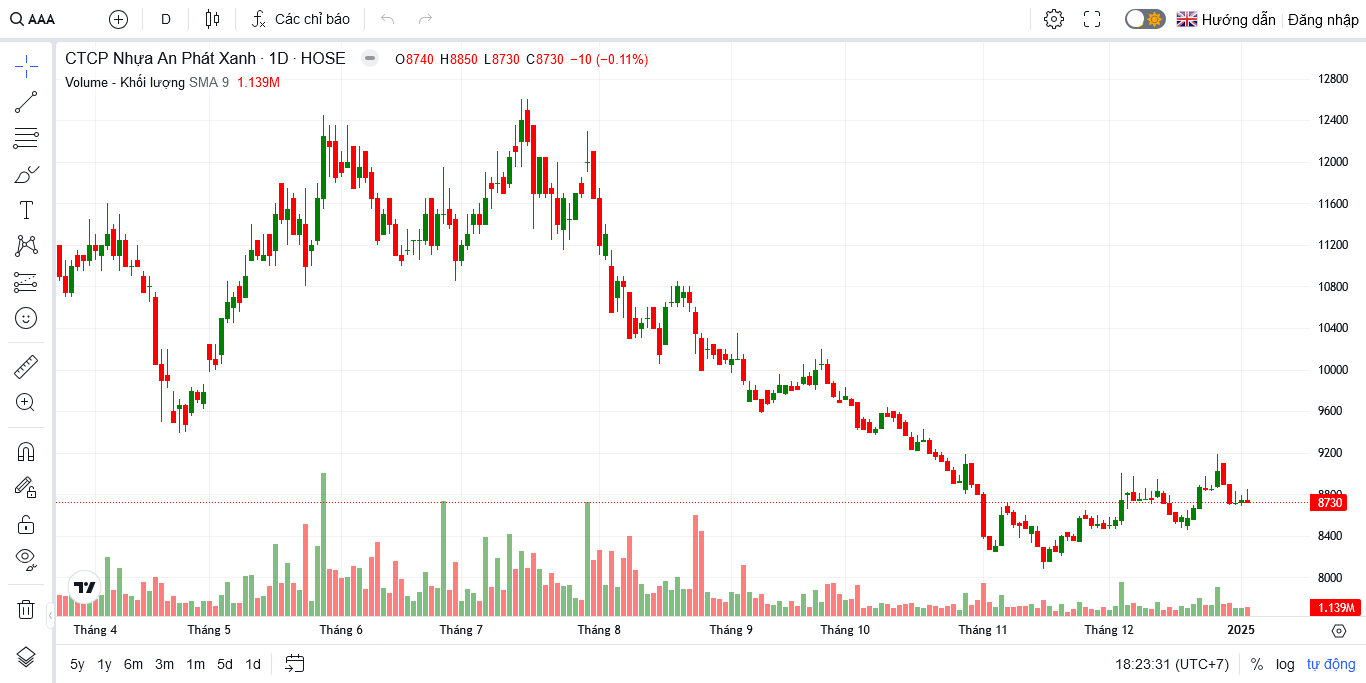 AAA D Các chỉ báo Hướng dẫn Đăng nhập
CTCP Nhựa An Phát Xanh · 1D · HOSE O8740 H8850 L8730 C8730 −10 (−0.11%)
Volume - Khối lượng SMA 9 1.139M
12800
12400
12000
11600
11200
10800
10400
10000
9600
9200
8800
8730
8400
8000
1.139M
Tháng 4 Tháng 5 Tháng 6 Tháng 7 Tháng 8 Tháng 9 Tháng 10 Tháng 11 Tháng 12 2025
5y 1y 6m 3m 1m 5d 1d 18:23:31 (UTC+7) % log tự động